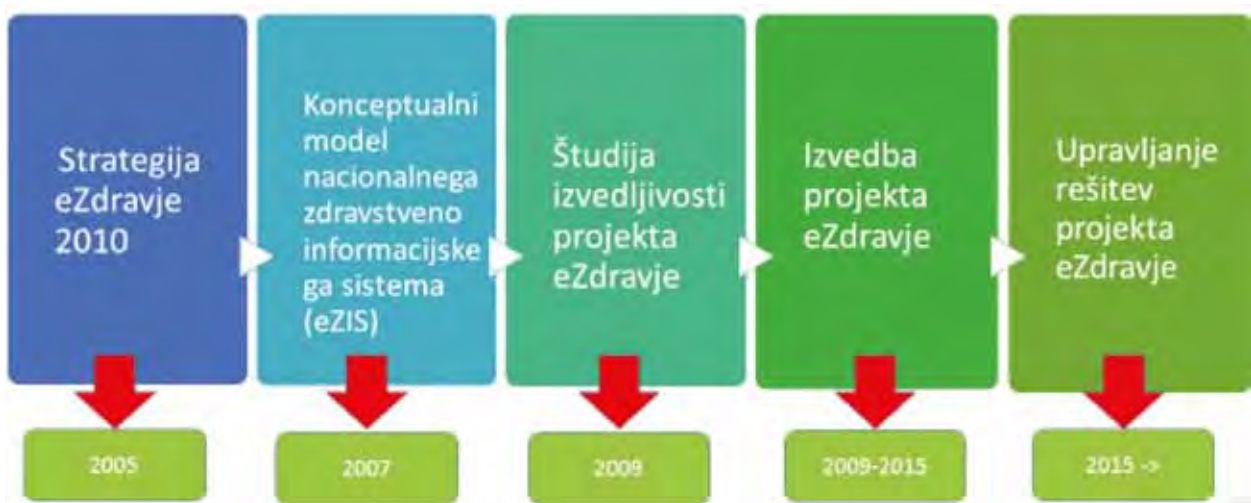 Strategija
eZdravje
2010
Konceptualni
model
nacionalnega
zdravstveno
informacijske
ga sistema
(eZIS)
Študija
izvedljivosti
projekta
eZdravje
Izvedba
projekta
eZdravje
Upravljanje
rešitev
projekta
eZdravje
2005
2007
2009
2009-2015
2015 ->